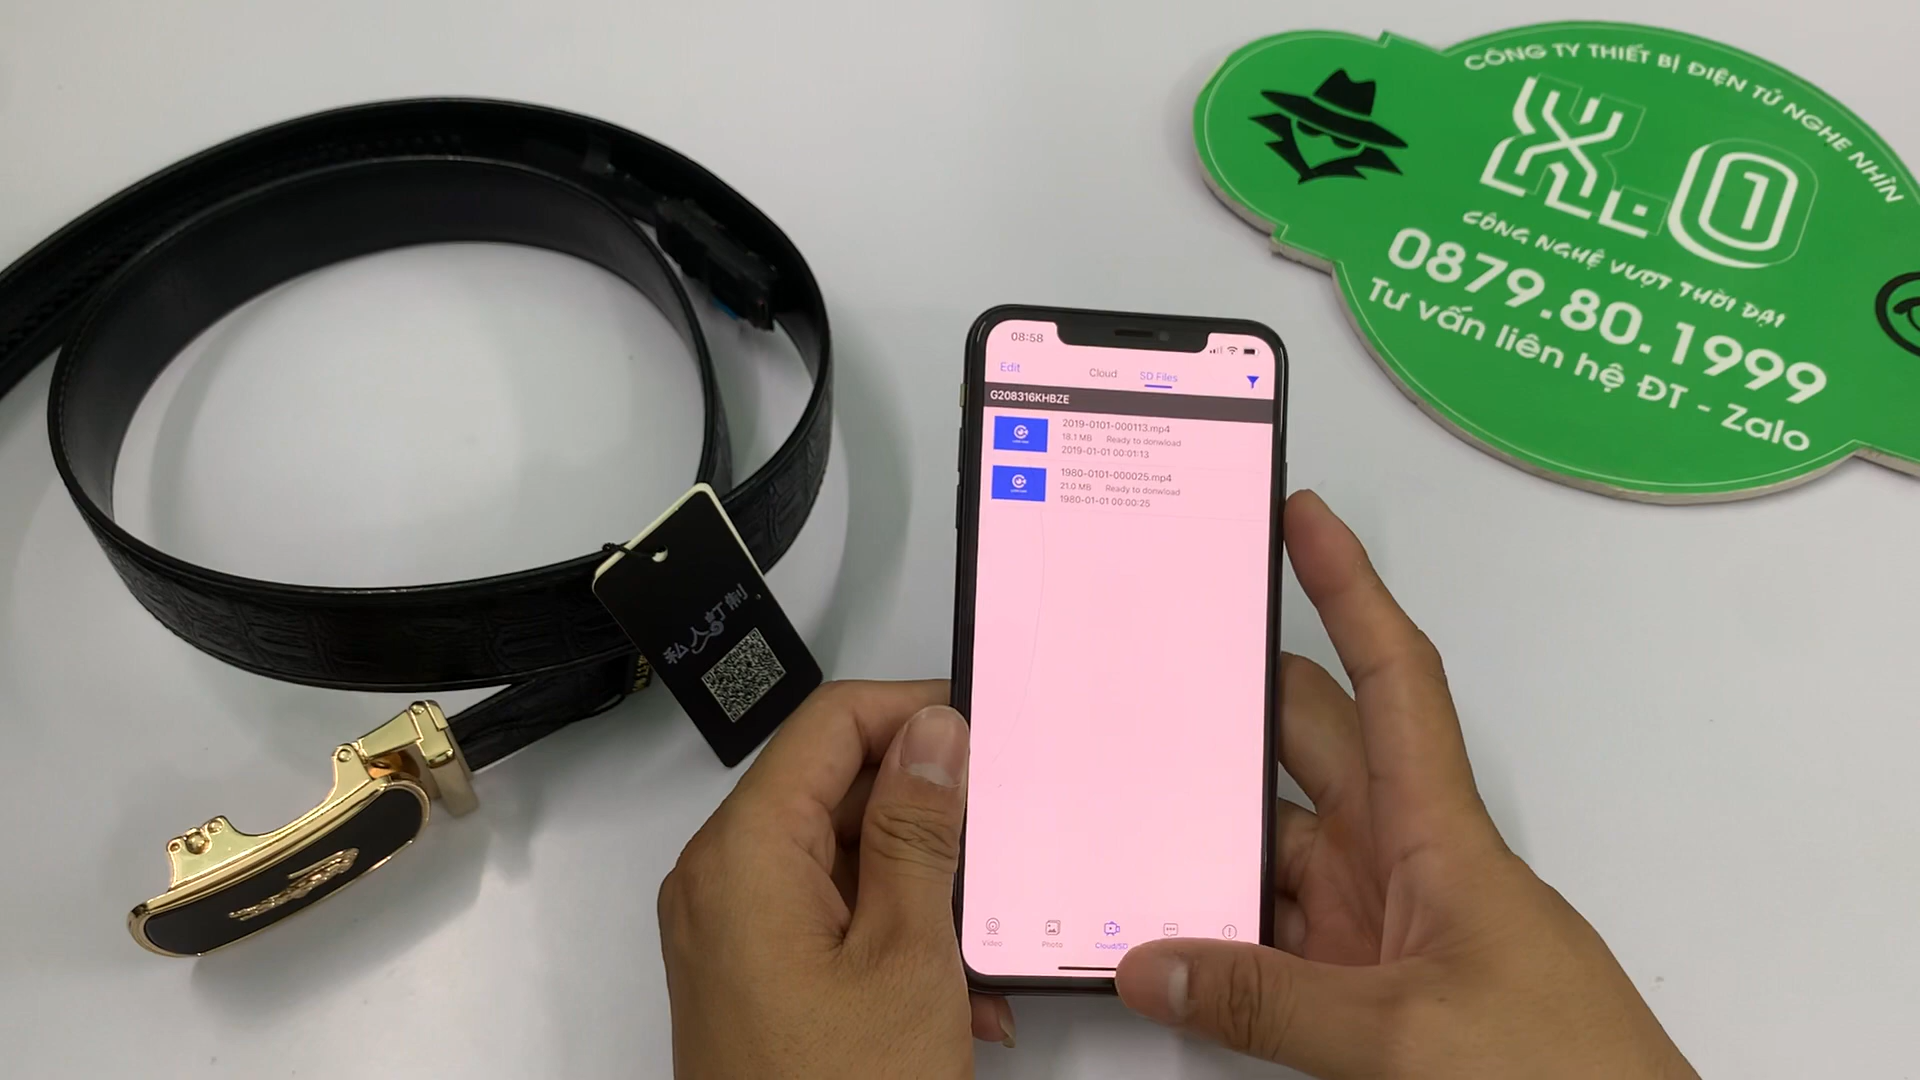 CÔNG TY THIẾT BỊ ĐIỆN TỬ NGHE NHÌN
X.O1
CÔNG NGHỆ VƯỢT THỜI ĐẠI
0879.80.1999
Tư vấn liên hệ ĐT - Zalo
08:58
Edit
Cloud
SD Files
G208316KHBZE
2019-0101-000113.mp4
18.1 MB Ready to donwload
2019-01-01 00:01:13
1980-0101-000025.mp4
21.0 MB Ready to donwload
1980-01-01 00:00:25
Video
Photo
Cloud/SD
私人订制